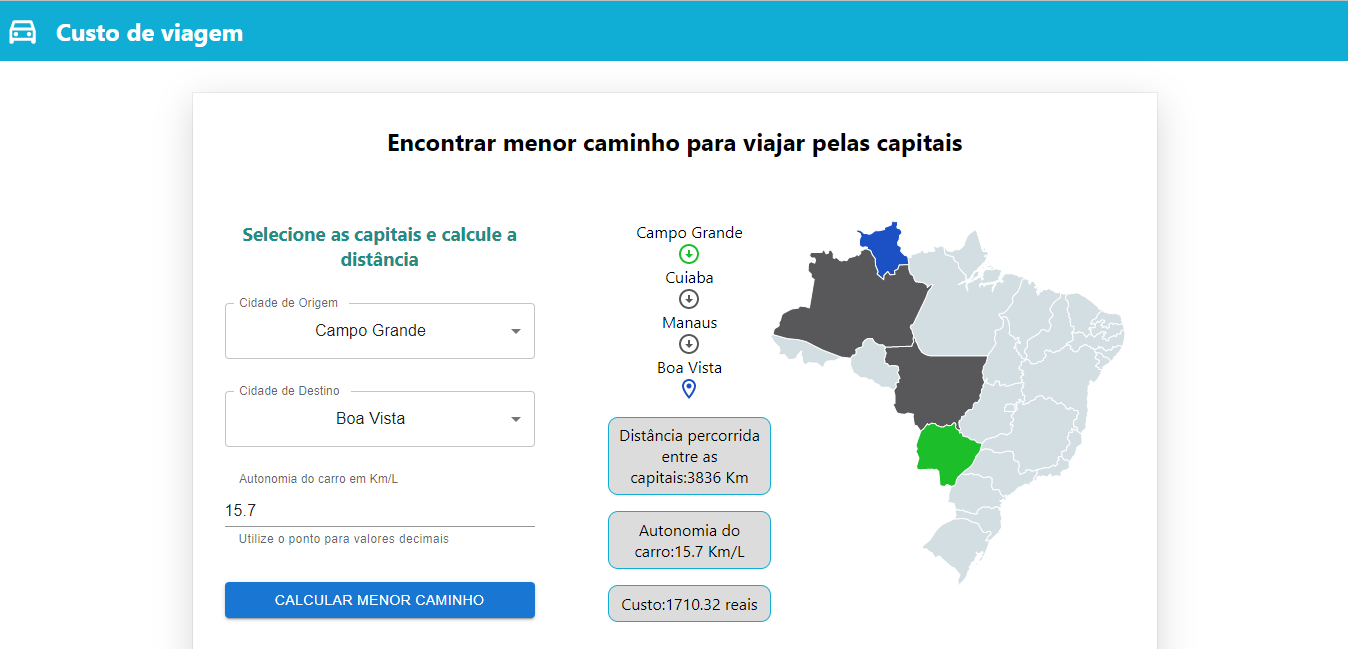 Custo de viagem
Encontrar menor caminho para viajar pelas capitais
Selecione as capitais e calcule a
distância
Cidade de Origem
Campo Grande
Cidade de Destino
Boa Vista
Autonomia do carro em Km/L
15.7
Utilize o ponto para valores decimais
CALCULAR MENOR CAMINHO
Campo Grande
Cuiaba
Manaus
Boa Vista
Distância percorrida
entre as
capitais:3836 Km
Autonomia do
carro:15.7 Km/L
Custo:1710.32 reais